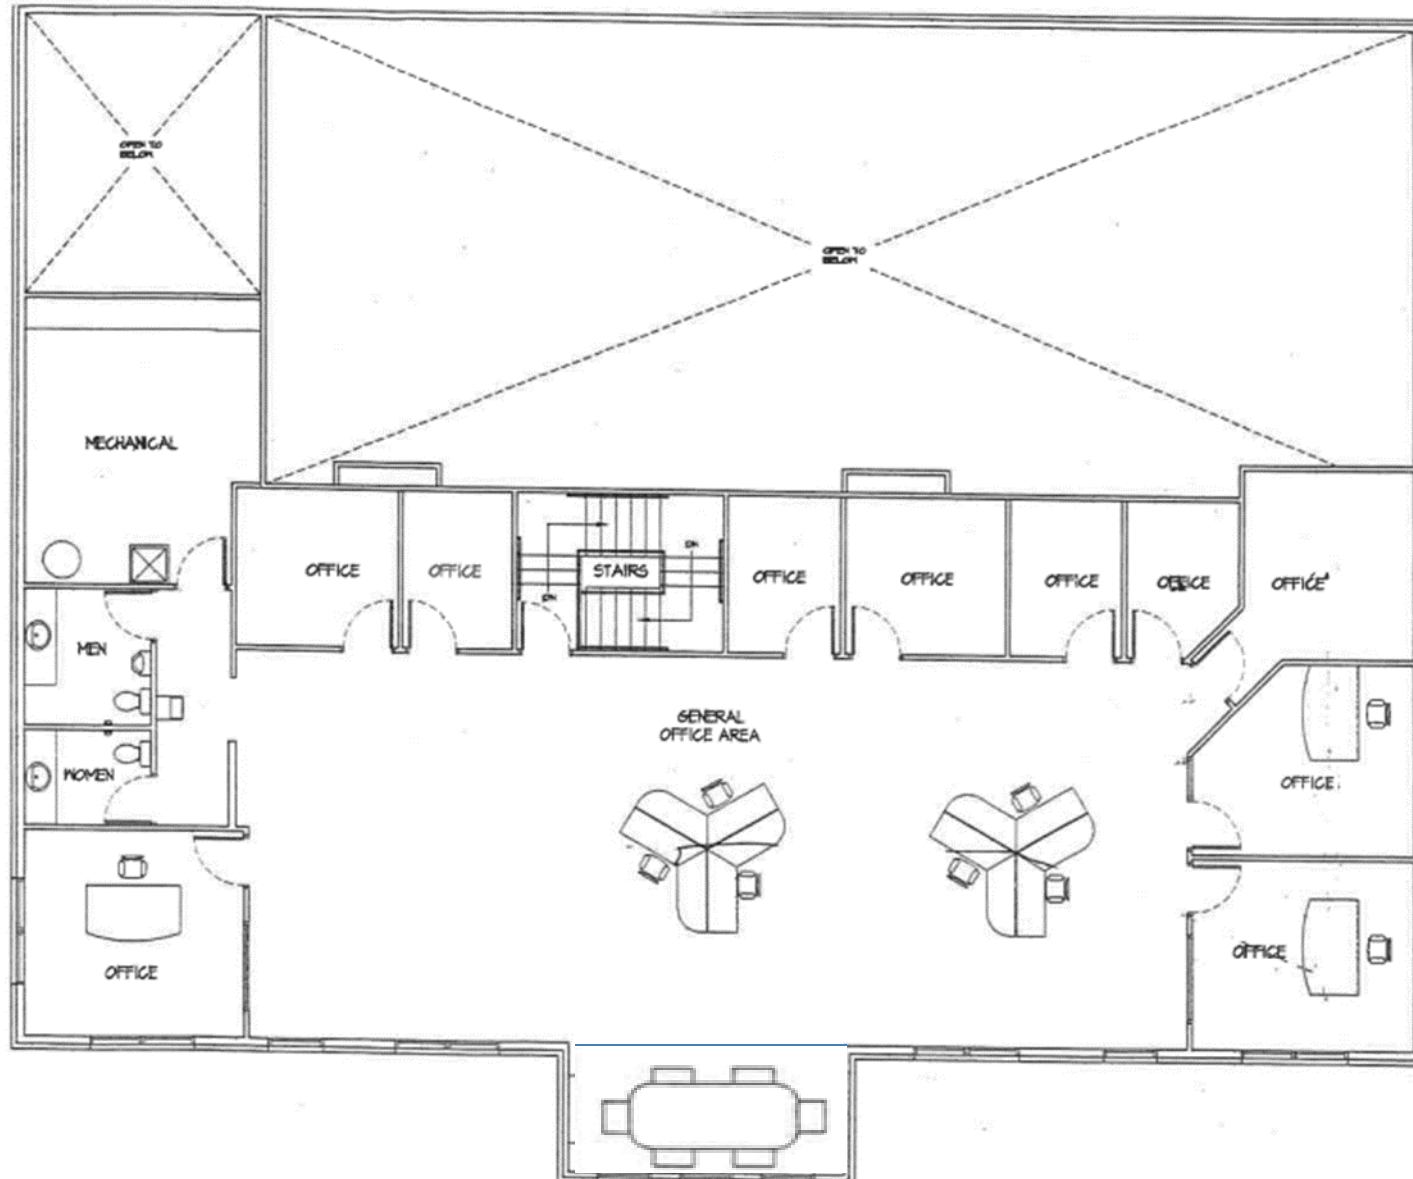 OPEN TO
BELOW
OPEN TO
BELOW
MECHANICAL
DN
OFFICE
OFFICE
STAIRS
OFFICE
OFFICE
OFFICE
OFFICE
OFFICE
DN
MEN
GENERAL
OFFICE AREA
WOMEN
OFFICE
OFFICE
OFFICE